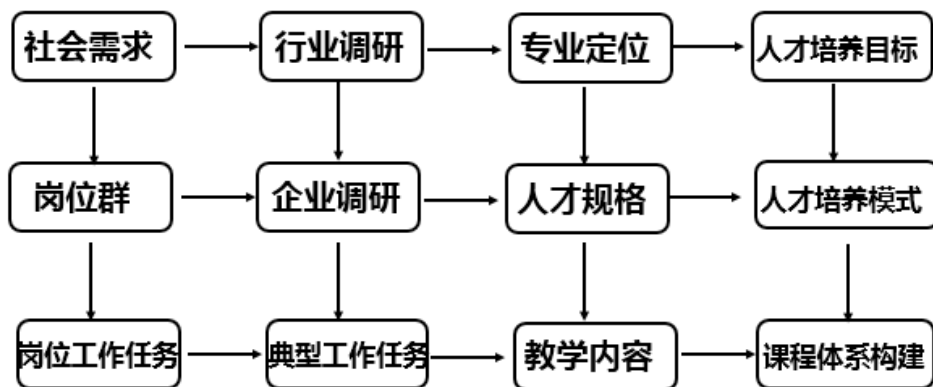 社会需求
行业调研
专业定位
人才培养目标
岗位群
企业调研
人才规格
人才培养模式
岗位工作任务
典型工作任务
教学内容
课程体系构建